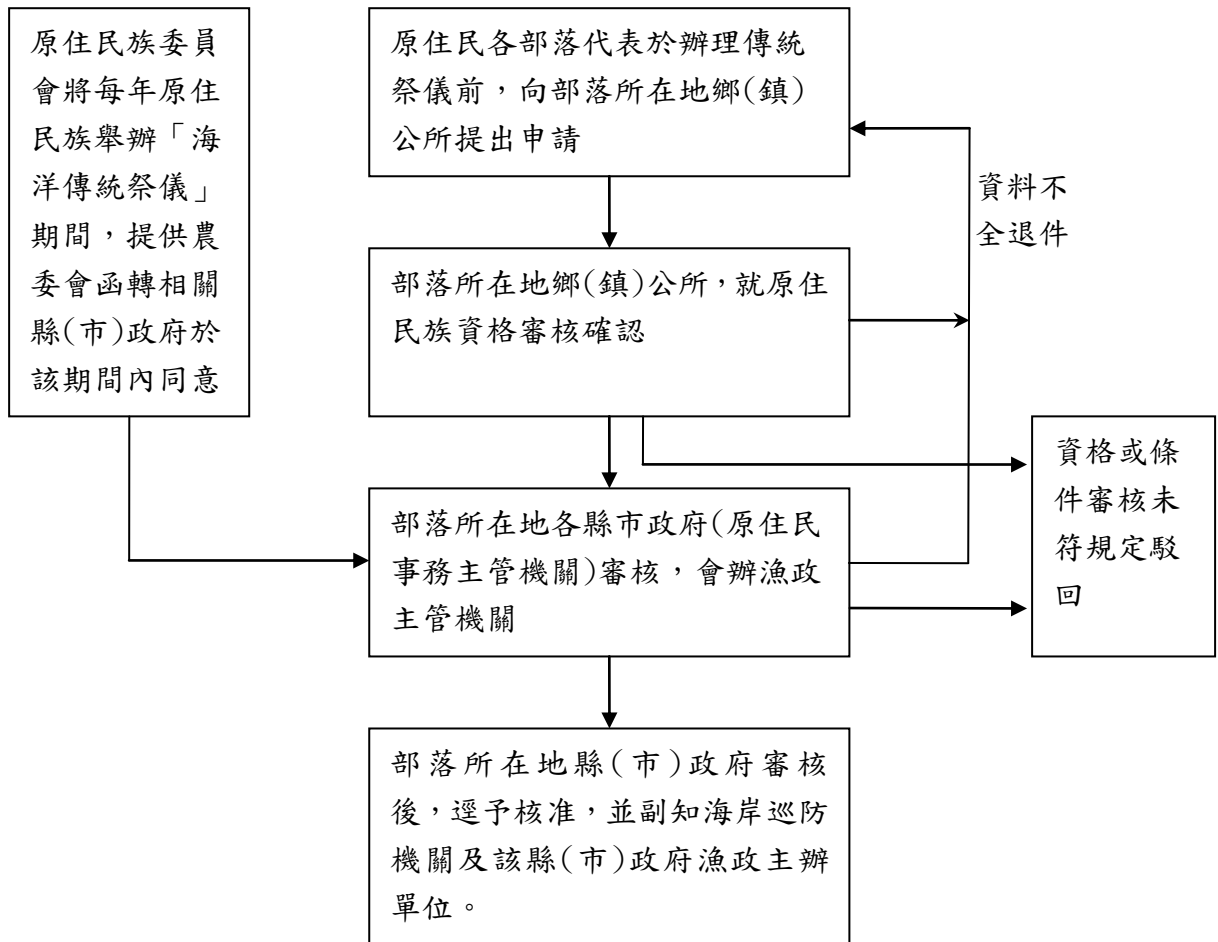 原住民族委員
會將每年原住
民族舉辦「海
洋傳統祭儀」
期間，提供農
委會函轉相關
縣(市)政府於
該期間內同意
原住民各部落代表於辦理傳統
祭儀前，向部落所在地鄉(鎮)
公所提出申請
資料不
全退件
部落所在地鄉(鎮)公所，就原住
民族資格審核確認
資格或條
件審核未
符規定駁
回
部落所在地各縣市政府(原住民
事務主管機關)審核，會辦漁政
主管機關
部落所在地縣(市)政府審核
後，逕予核准，並副知海岸巡防
機關及該縣(市)政府漁政主辦
單位。